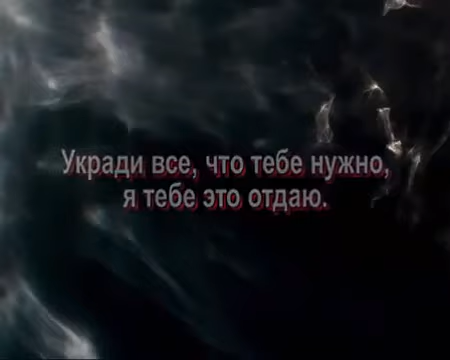 Укради все, что тебе нужно,
я тебе это отдаю.